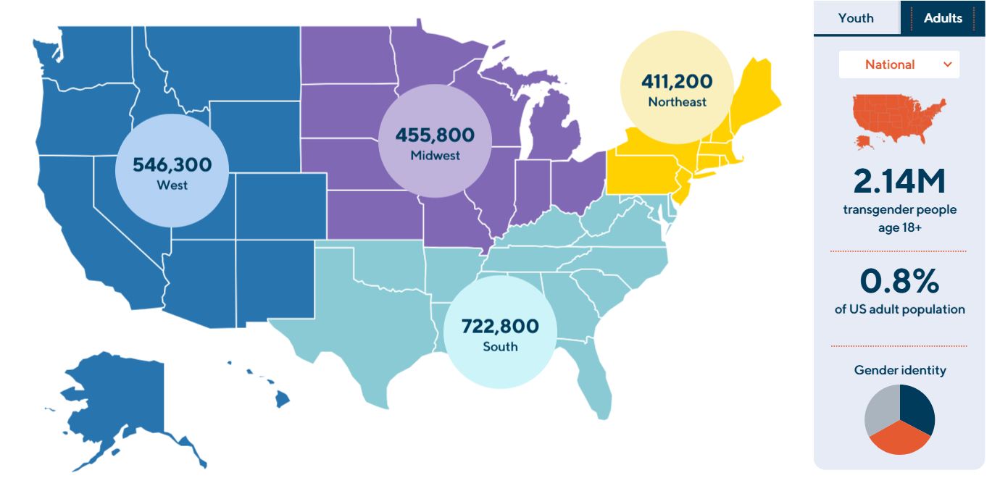 546,300
West
455,800
Midwest
411,200
Northeast
722,800
South
Youth
Adults
National
2.14M
transgender people
age 18+
0.8%
of US adult population
Gender identity